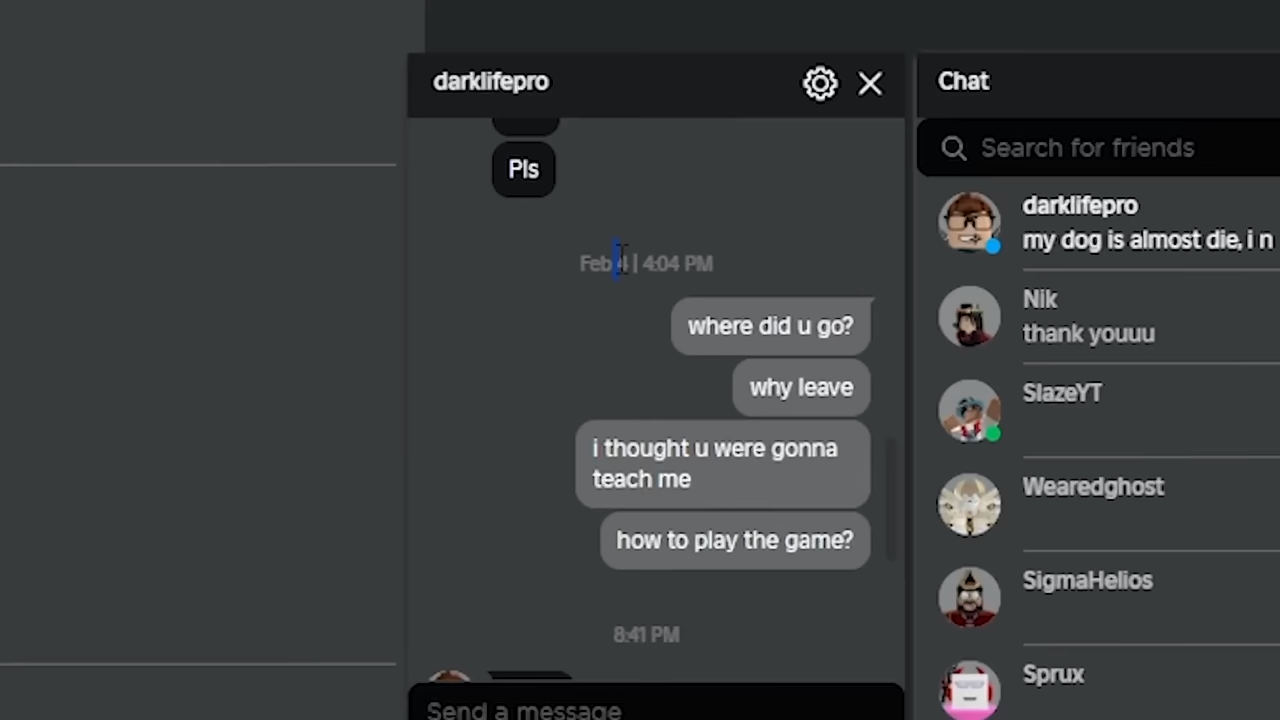 darklifepro
Pls
Feb 4 | 4:04 PM
where did u go?
why leave
i thought u were gonna
teach me
how to play the game?
8:41 PM
Send a message
Chat
Search for friends
darklifepro
my dog is almost die, i n
Nik
thank youuu
SlazeYT
Wearedghost
SigmaHelios
Sprux